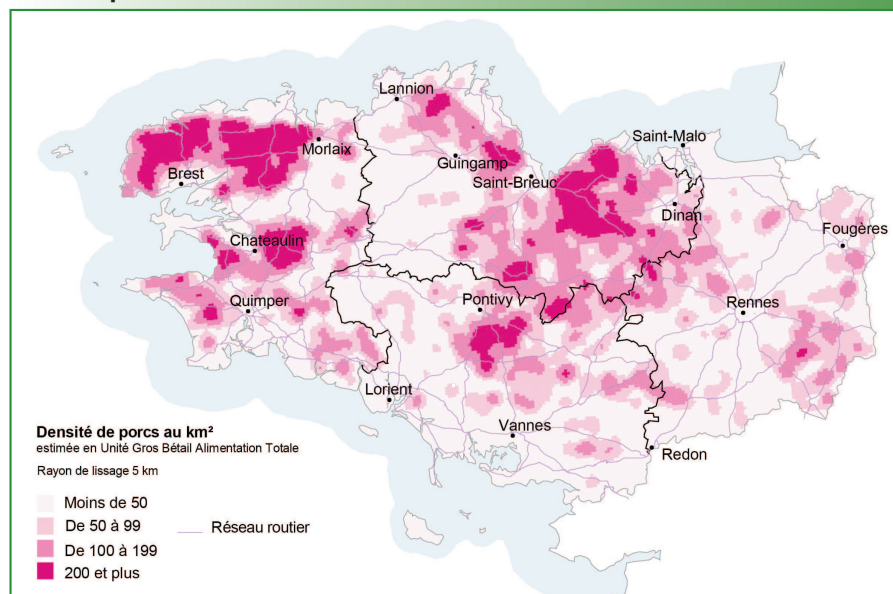 Lannion
Saint-Malo
Morlaix
Guingamp
Saint-Brieuc
Brest
Dinan
Chateaulin
Fougères
Pontivy
Quimper
Rennes
Lorient
Vannes
Redon
Densité de porcs au km²
estimée en Unité Gros Bétail Alimentation Totale
Rayon de lissage 5 km
Moins de 50
De 50 à 99
Réseau routier
De 100 à 199
200 et plus